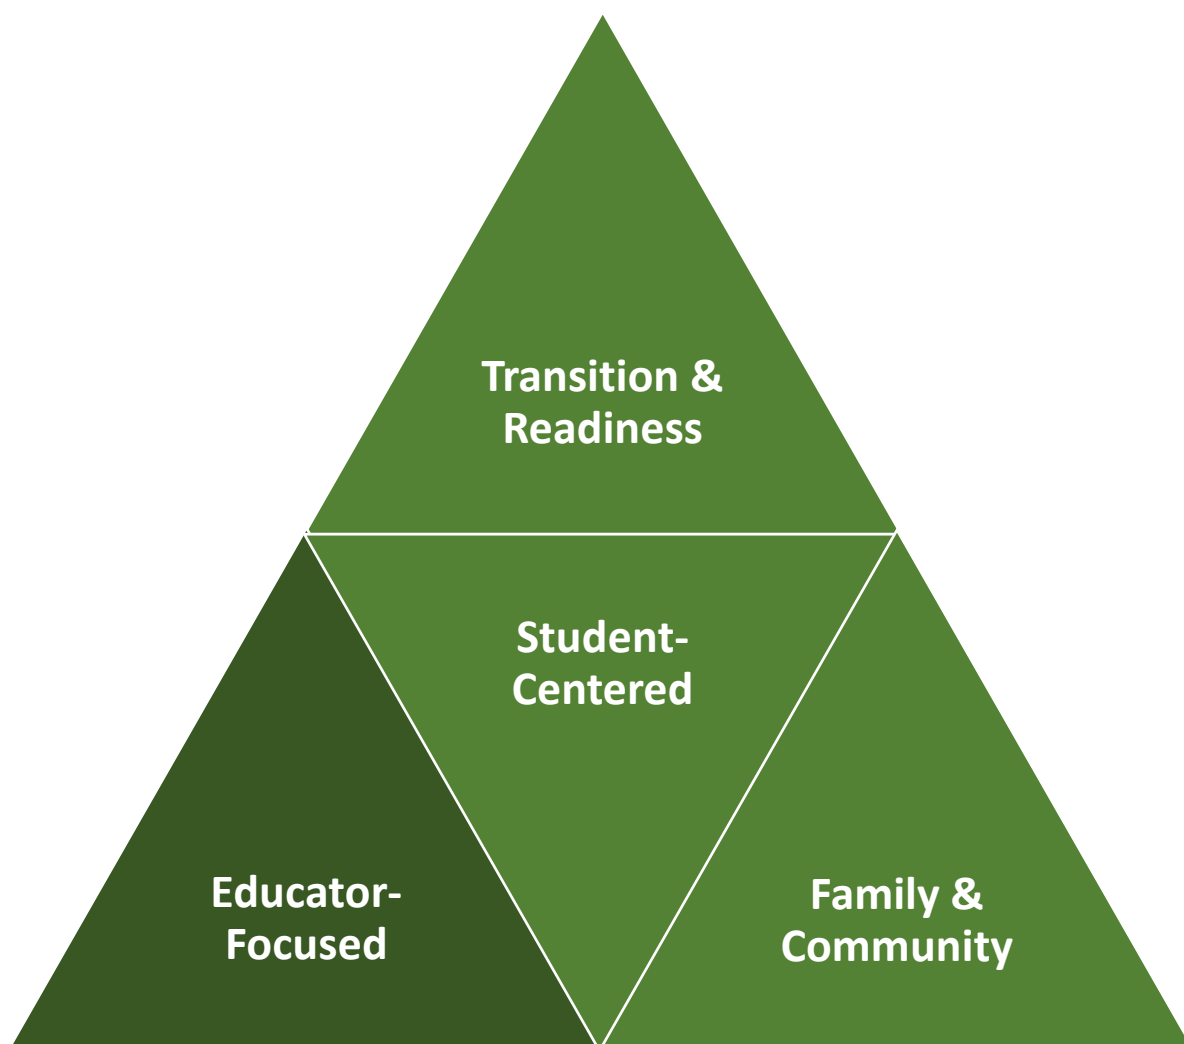 Transition &
Readiness
Student-
Centered
Educator-
Focused
Family &
Community